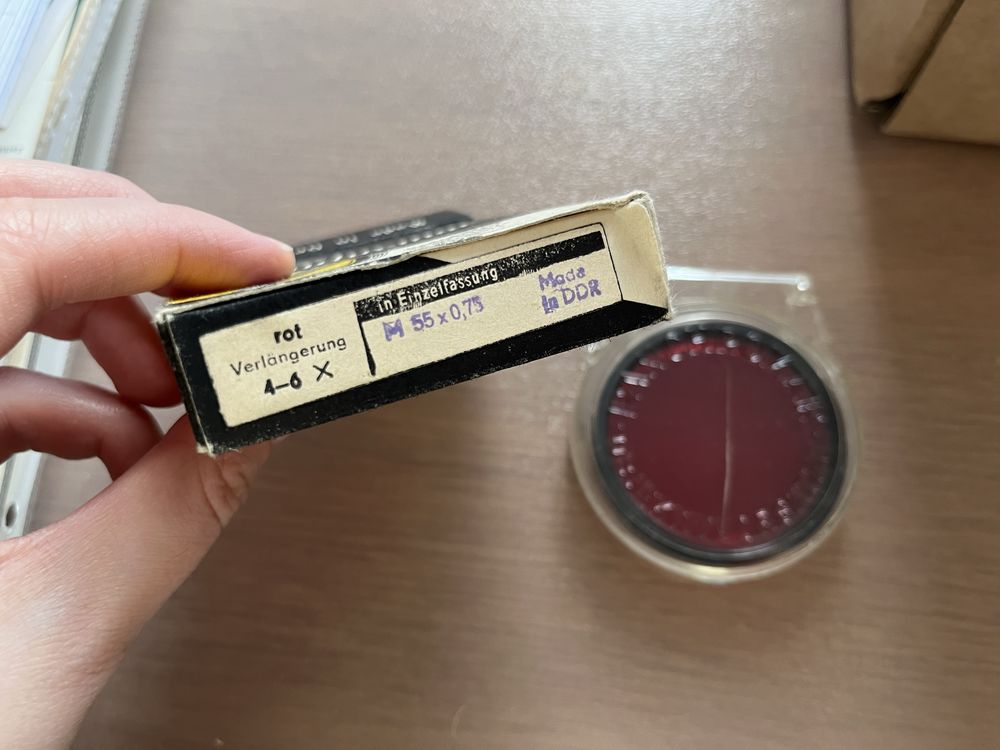 rot
Verlängerung
4–6 X
in Einzelfassung
M 55 x 0,75
Made
In DDR